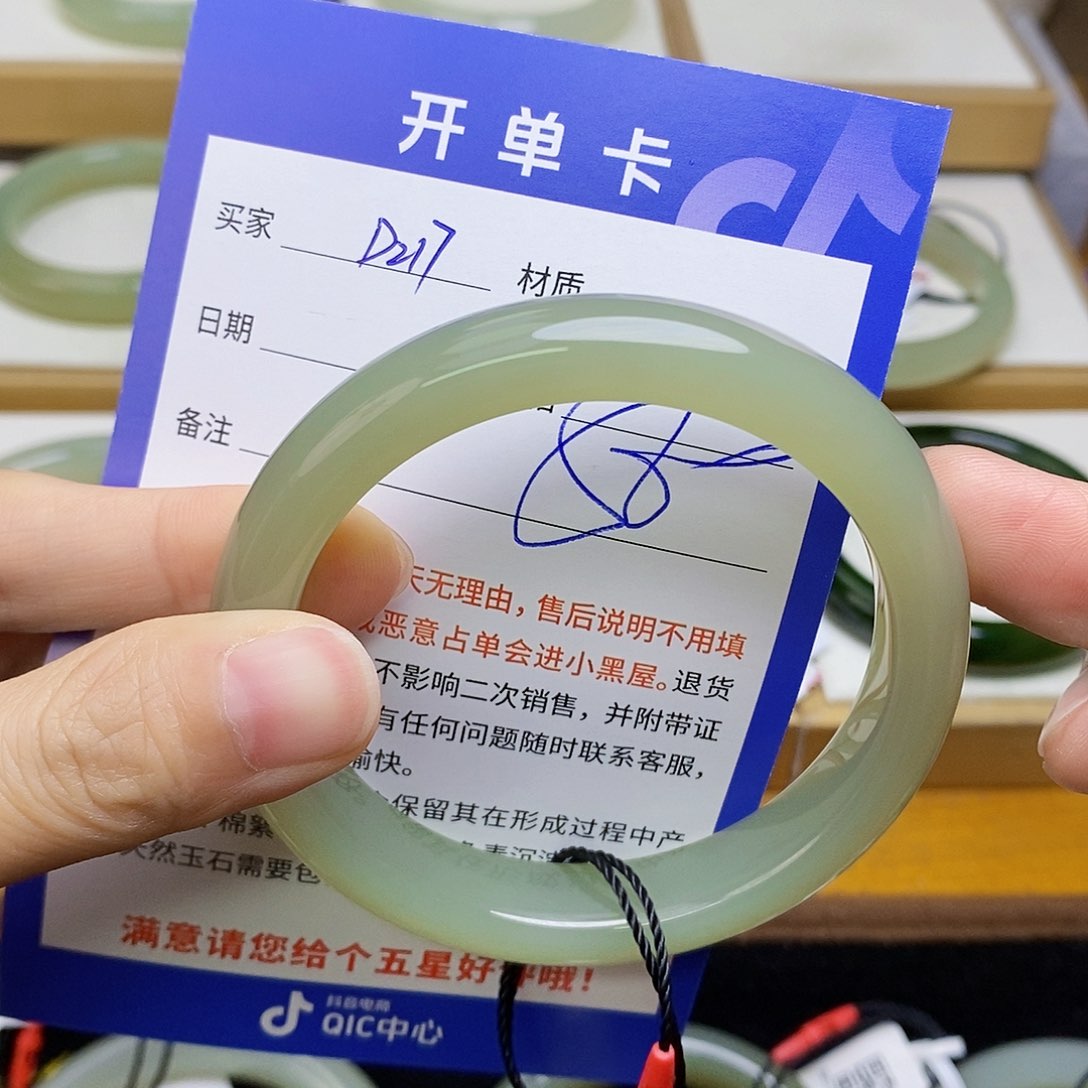 开单卡
买家 D217 材质
日期
备注
天无理由，售后说明不用填
恶意占单会进小黑屋。退货
不影响二次销售，并附带证
有任何问题随时联系客服，
愉快。
保留其在形成过程中产
棉絮
天然玉石需要包
满意请您给个五星好评哦！
抖音电商
QIC中心